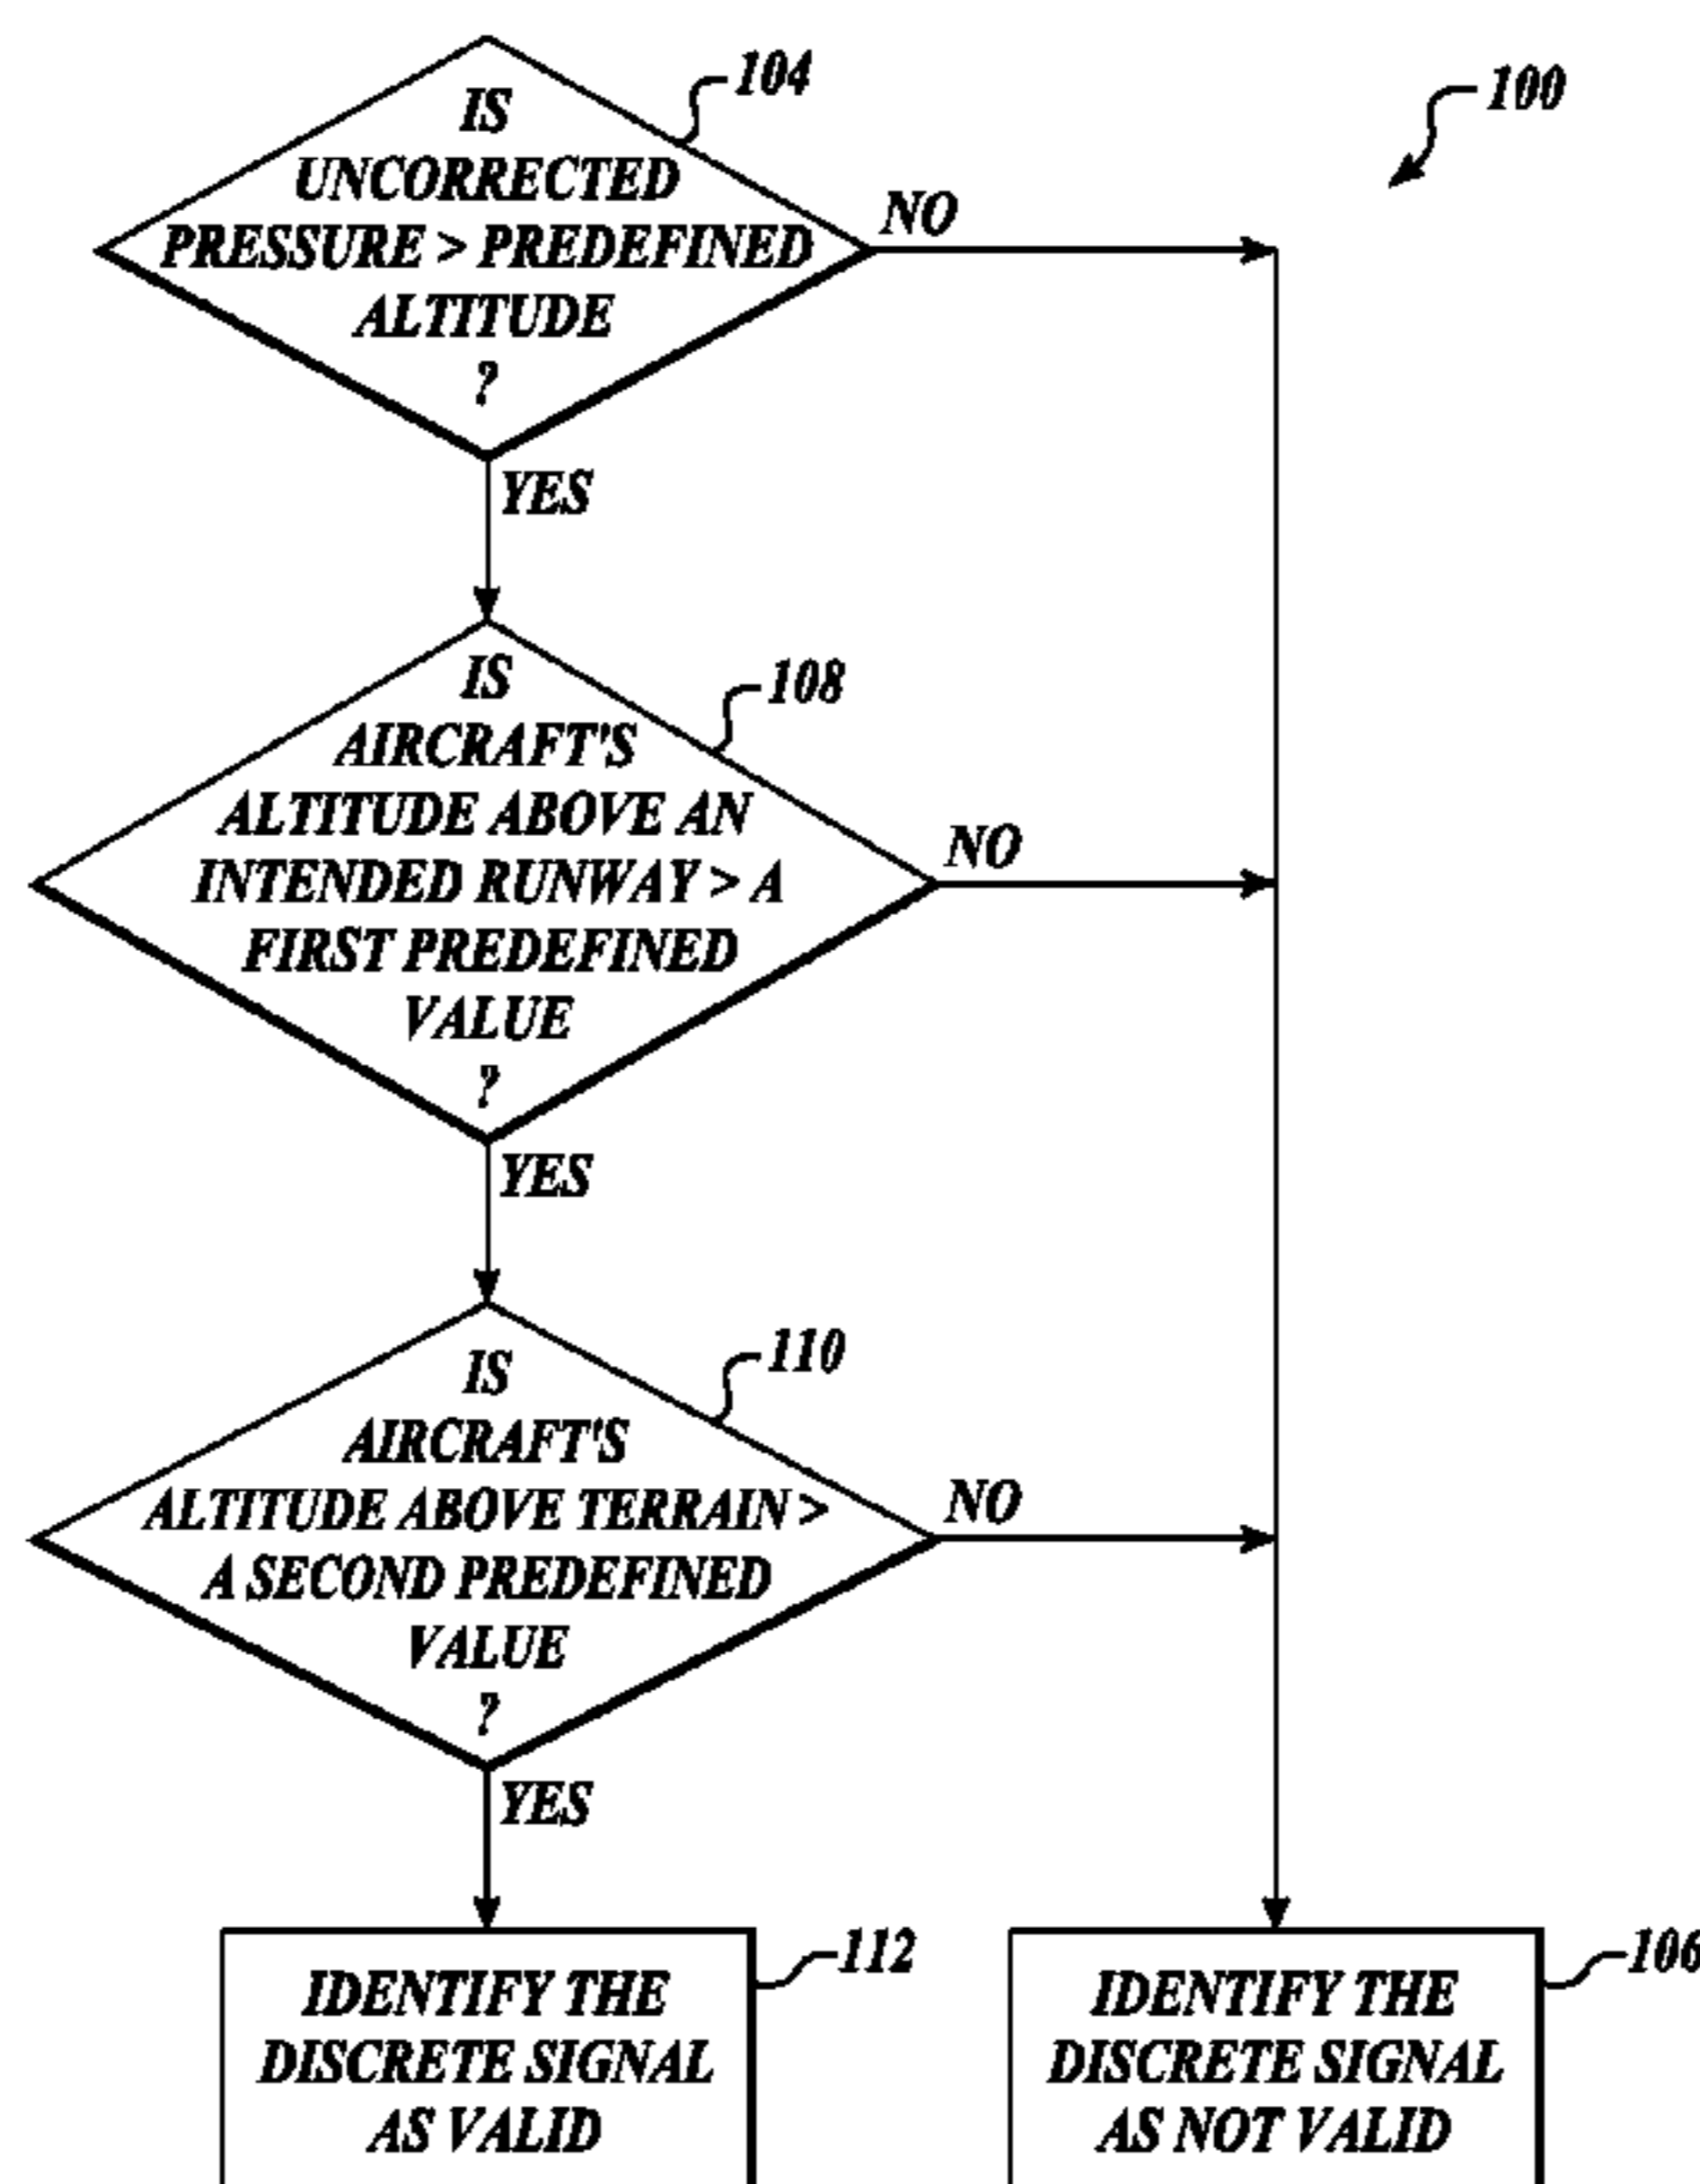 104
100
IS
UNCORRECTED
PRESSURE > PREDEFINED
ALTITUDE
?
NO
YES
108
IS
AIRCRAFT'S
ALTITUDE ABOVE AN
INTENDED RUNWAY > A
FIRST PREDEFINED
VALUE
?
NO
YES
110
IS
AIRCRAFT'S
ALTITUDE ABOVE TERRAIN >
A SECOND PREDEFINED
VALUE
?
NO
YES
112
IDENTIFY THE
DISCRETE SIGNAL
AS VALID
106
IDENTIFY THE
DISCRETE SIGNAL
AS NOT VALID